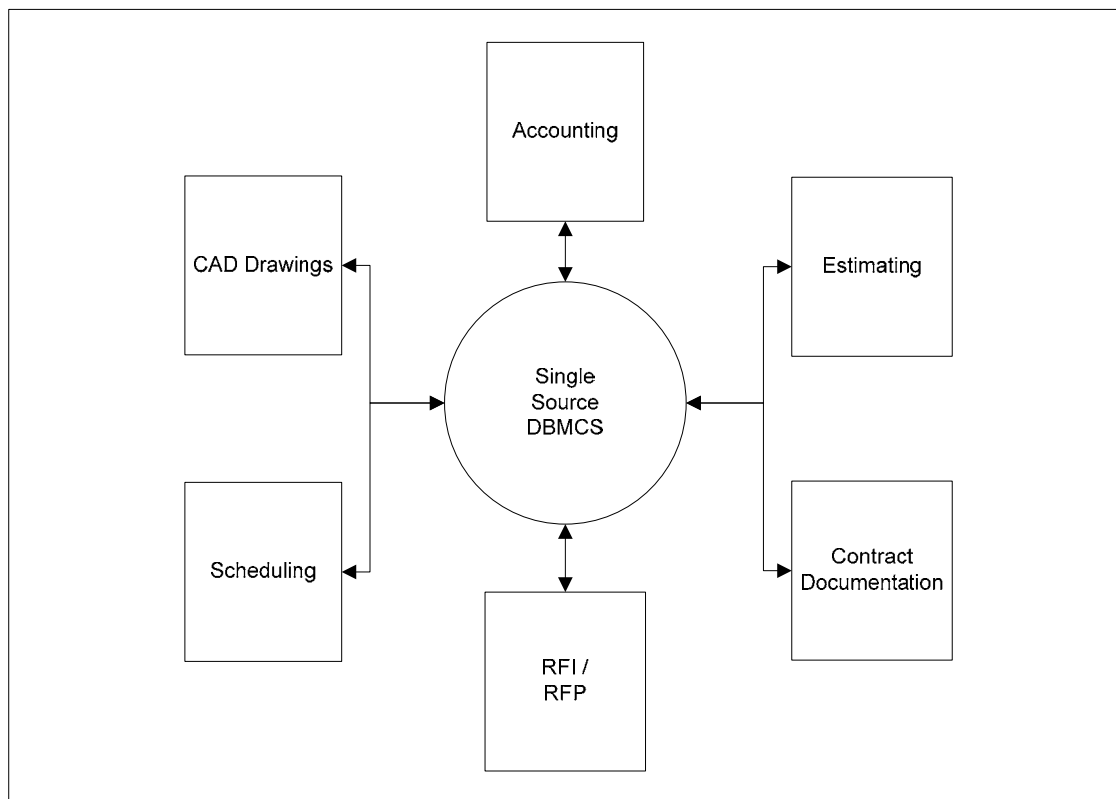 Accounting
CAD Drawings
Estimating
Single
Source
DBMCS
Scheduling
Contract
Documentation
RFI /
RFP